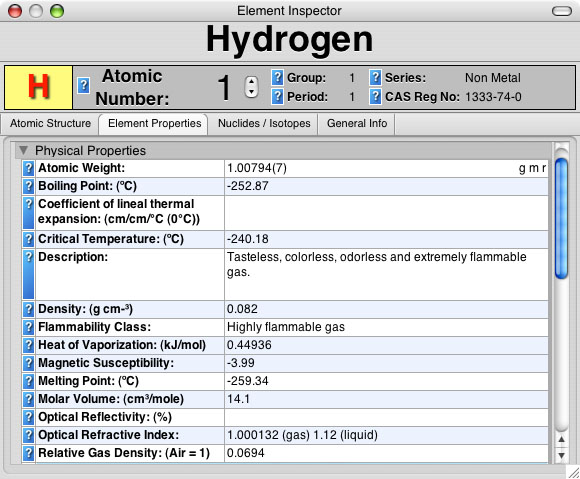 Element Inspector
Hydrogen
H
? Atomic Number: 1
? Group: 1 ? Series: Non Metal
? Period: 1 ? CAS Reg No: 1333-74-0
Atomic Structure Element Properties Nuclides / Isotopes General Info
Physical Properties
? Atomic Weight: 1.00794(7) g m r
? Boiling Point: (ºC) -252.87
? Coefficient of lineal thermal
expansion: (cm/cm/°C (0°C))
? Critical Temperature: (ºC) -240.18
? Description: Tasteless, colorless, odorless and extremely flammable
gas.
? Density: (g cm-³) 0.082
? Flammability Class: Highly flammable gas
? Heat of Vaporization: (kJ/mol) 0.44936
? Magnetic Susceptibility: -3.99
? Melting Point: (ºC) -259.34
? Molar Volume: (cm³/mole) 14.1
? Optical Reflectivity: (%)
? Optical Refractive Index: 1.000132 (gas) 1.12 (liquid)
? Relative Gas Density: (Air = 1) 0.0694